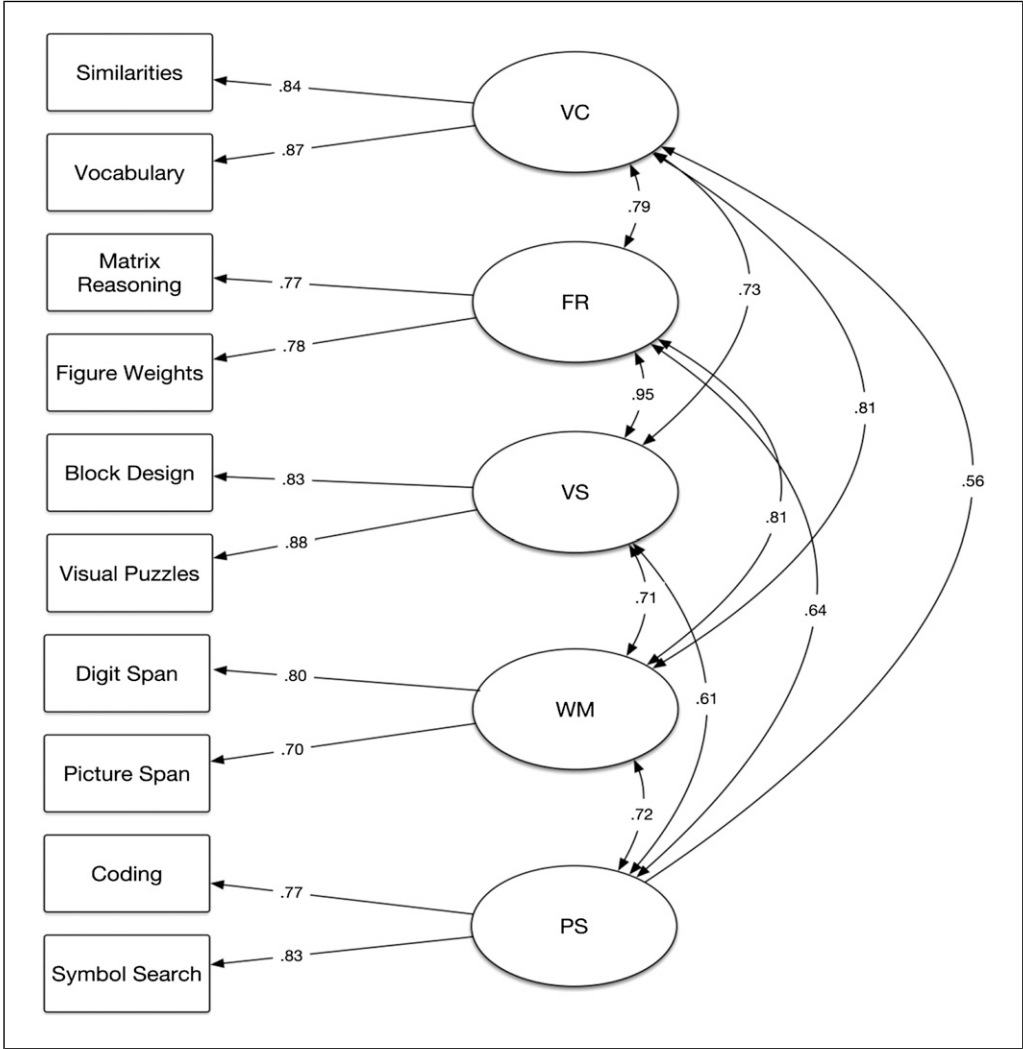 Similarities
.84
VC
.87
Vocabulary
.79
Matrix
Reasoning
.77
FR
.73
.78
Figure Weights
.95
.81
Block Design
.83
VS
.56
.88
.81
Visual Puzzles
.71
.64
Digit Span
.80
WM
.61
.70
Picture Span
.72
Coding
.77
PS
.83
Symbol Search